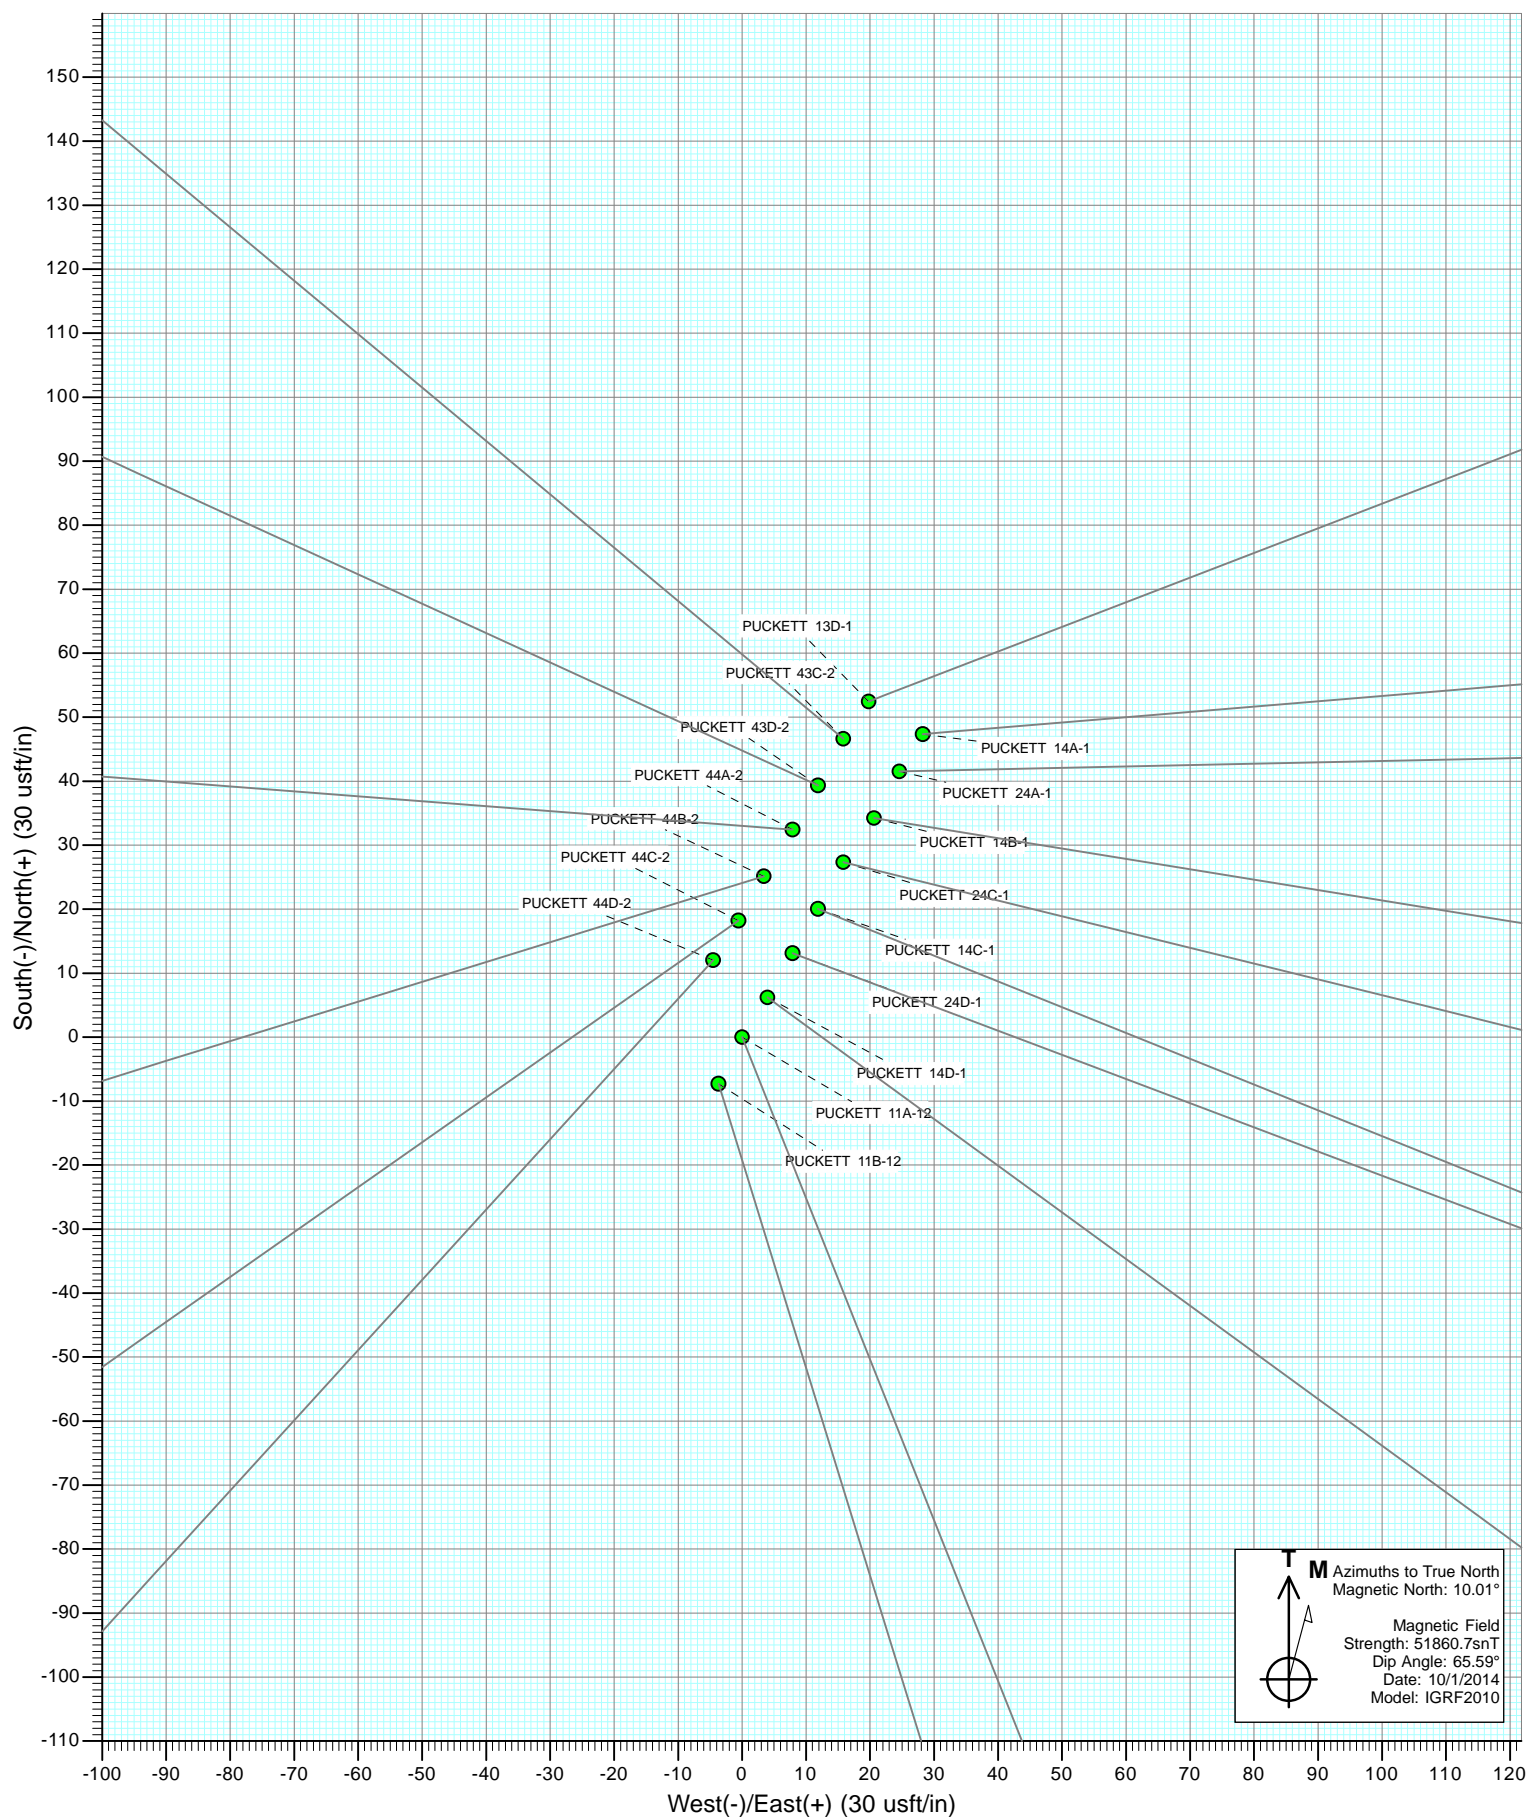 150
140
130
120
110
100
90
80
70
60
50
40
30
20
10
0
-10
-20
-30
-40
-50
-60
-70
-80
-90
-100
-110
South(-)/North(+) (30 usft/in)
PUCKETT 13D-1
PUCKETT 43C-2
PUCKETT 43D-2
PUCKETT 14A-1
PUCKETT 44A-2
PUCKETT 24A-1
PUCKETT 44B-2
PUCKETT 14B-1
PUCKETT 44C-2
PUCKETT 24C-1
PUCKETT 44D-2
PUCKETT 14C-1
PUCKETT 24D-1
PUCKETT 14D-1
PUCKETT 11A-12
PUCKETT 11B-12
T
M
Azimuths to True North
Magnetic North: 10.01°
Magnetic Field
Strength: 51860.7snT
Dip Angle: 65.59°
Date: 10/1/2014
Model: IGRF2010
-100 -90 -80 -70 -60 -50 -40 -30 -20 -10 0 10 20 30 40 50 60 70 80 90 100 110 120
West(-)/East(+) (30 usft/in)